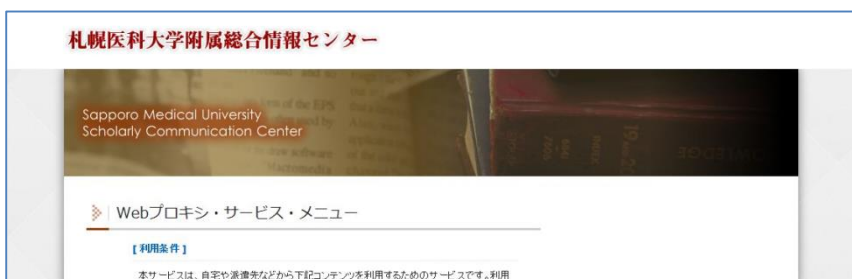 札幌医科大学附属総合情報センター
Sapporo Medical University
Scholarly Communication Center
Webプロキシ・サービス・メニュー
[ 利用条件 ]
本サービスは、自宅や派遣先などから下記コンテンツを利用するためのサービスです。利用